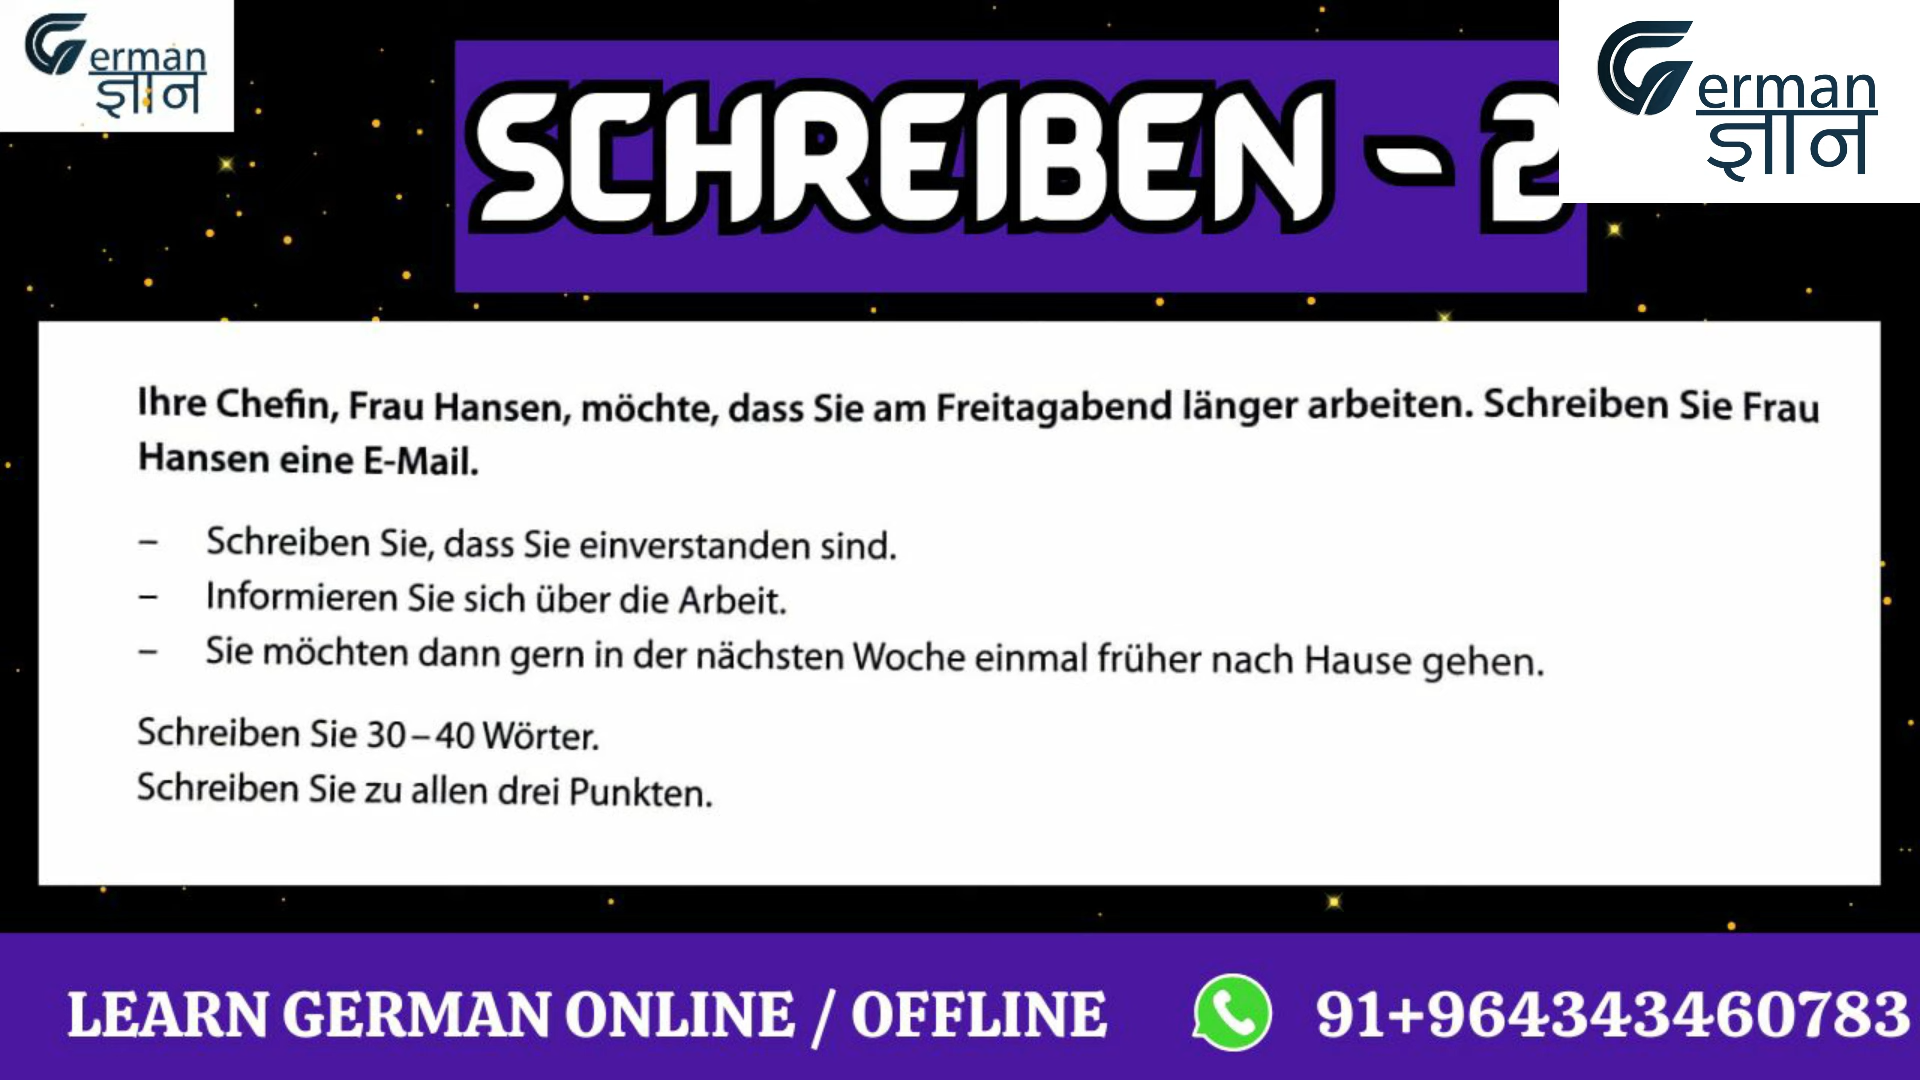 German
ज्ञान
SCHREIBEN - 2
German
ज्ञान
Ihre Chefin, Frau Hansen, möchte, dass Sie am Freitagabend länger arbeiten. Schreiben Sie Frau
Hansen eine E-Mail.
– Schreiben Sie, dass Sie einverstanden sind.
– Informieren Sie sich über die Arbeit.
– Sie möchten dann gern in der nächsten Woche einmal früher nach Hause gehen.
Schreiben Sie 30–40 Wörter.
Schreiben Sie zu allen drei Punkten.
LEARN GERMAN ONLINE / OFFLINE 91+964343460783